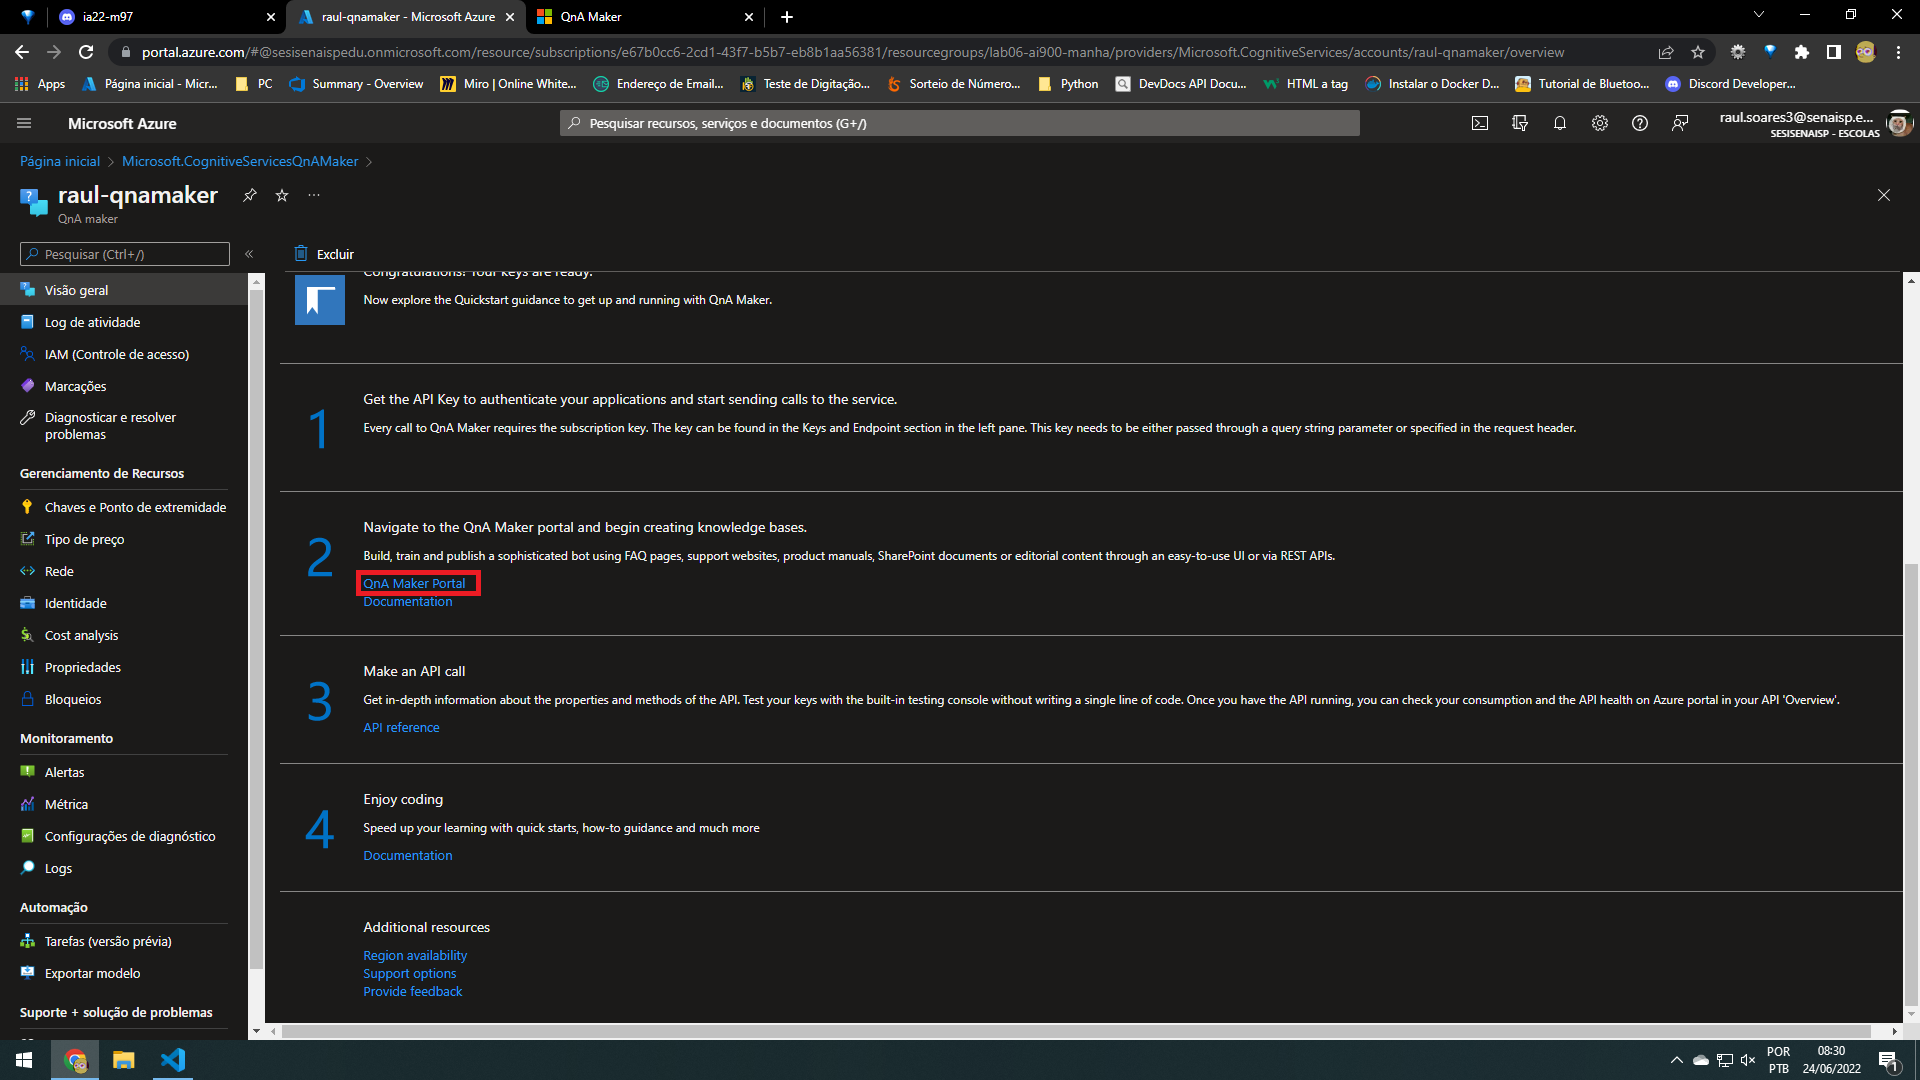 ia22-m97
raul-qnamaker - Microsoft Azure
QnA Maker
portal.azure.com/#@sesisenaispedu.onmicrosoft.com/resource/subscriptions/e67b0cc6-2cd1-43f7-b5b7-eb8b1aa56381/resourcegroups/lab06-ai900-manha/providers/Microsoft.CognitiveServices/accounts/raul-qnamaker/overview
Apps
Página inicial - Micr...
PC
Summary - Overview
Miro | Online White...
Endereço de Email...
Teste de Digitação...
Sorteio de Número...
Python
DevDocs API Docu...
HTML a tag
Instalar o Docker D...
Tutorial de Bluetoo...
Discord Developer...
Microsoft Azure
Pesquisar recursos, serviços e documentos (G+/)
raul.soares3@senaisp.e...
SESISENAISP - ESCOLAS
Página inicial
Microsoft.CognitiveServicesQnAMaker
raul-qnamaker
QnA maker
Pesquisar (Ctrl+/)
Excluir
Visão geral
Log de atividade
IAM (Controle de acesso)
Marcações
Diagnosticar e resolver
problemas
Gerenciamento de Recursos
Chaves e Ponto de extremidade
Tipo de preço
Rede
Identidade
Cost analysis
Propriedades
Bloqueios
Monitoramento
Alertas
Métrica
Configurações de diagnóstico
Logs
Automação
Tarefas (versão prévia)
Exportar modelo
Suporte + solução de problemas
Congratulations! Your keys are ready.
Now explore the Quickstart guidance to get up and running with QnA Maker.
1
Get the API Key to authenticate your applications and start sending calls to the service.
Every call to QnA Maker requires the subscription key. The key can be found in the Keys and Endpoint section in the left pane. This key needs to be either passed through a query string parameter or specified in the request header.
2
Navigate to the QnA Maker portal and begin creating knowledge bases.
Build, train and publish a sophisticated bot using FAQ pages, support websites, product manuals, SharePoint documents or editorial content through an easy-to-use UI or via REST APIs.
QnA Maker Portal
Documentation
3
Make an API call
Get in-depth information about the properties and methods of the API. Test your keys with the built-in testing console without writing a single line of code. Once you have the API running, you can check your consumption and the API health on Azure portal in your API 'Overview'.
API reference
4
Enjoy coding
Speed up your learning with quick starts, how-to guidance and much more
Documentation
Additional resources
Region availability
Support options
Provide feedback
POR
PTB
08:30
24/06/2022
1